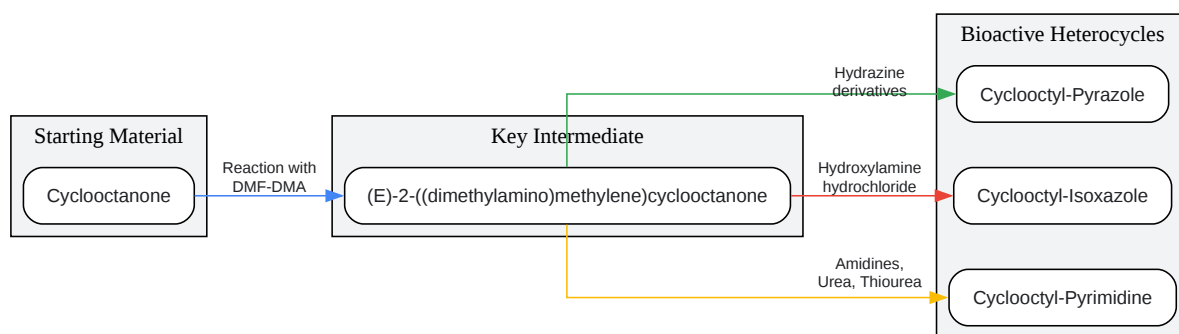 Bioactive Heterocycles
Hydrazine
derivatives
Cyclooctyl-Pyrazole
Starting Material
Key Intermediate
Cyclooctanone
Reaction with
DMF-DMA
(E)-2-((dimethylamino)methylene)cyclooctanone
Hydroxylamine
hydrochloride
Cyclooctyl-Isoxazole
Amidines,
Urea, Thiourea
Cyclooctyl-Pyrimidine